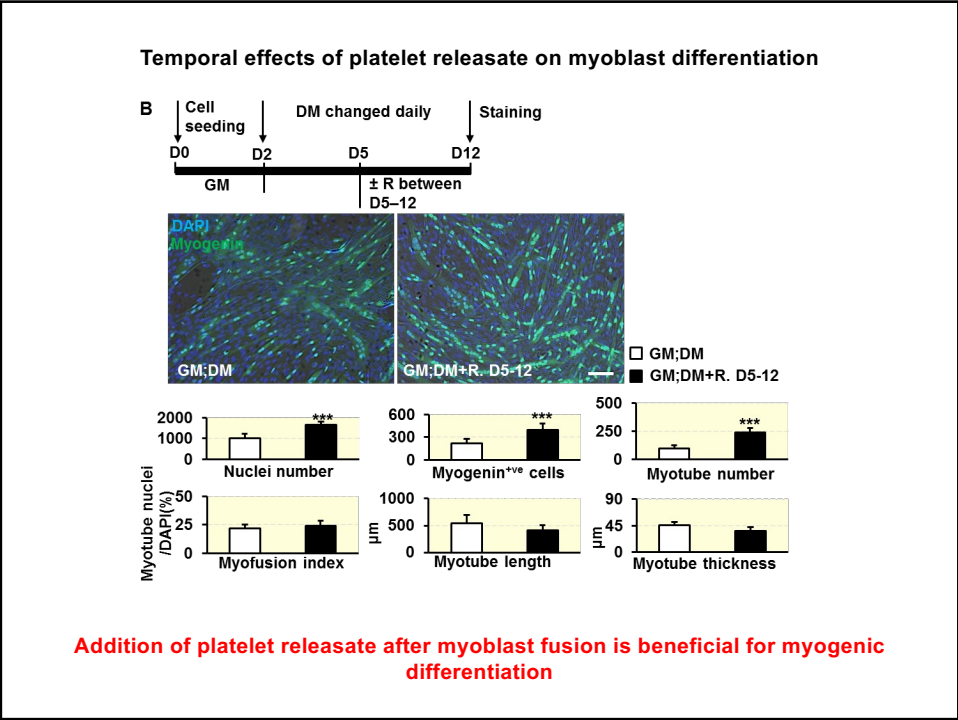 Temporal effects of platelet releasate on myoblast differentiation
B
Cell
seeding
DM changed daily
Staining
D0
D2
D5
D12
GM
± R between
D5–12
DAPI
Myogenin
GM;DM
GM;DM+R. D5-12
GM;DM
GM;DM+R. D5-12
2000
1000
0
***
Nuclei number
600
300
0
***
Myogenin+ve cells
500
250
0
***
Myotube number
Myotube nuclei
/DAPI(%)
50
25
0
Myofusion index
µm
1000
500
0
Myotube length
µm
90
45
0
Myotube thickness
Addition of platelet releasate after myoblast fusion is beneficial for myogenic
differentiation